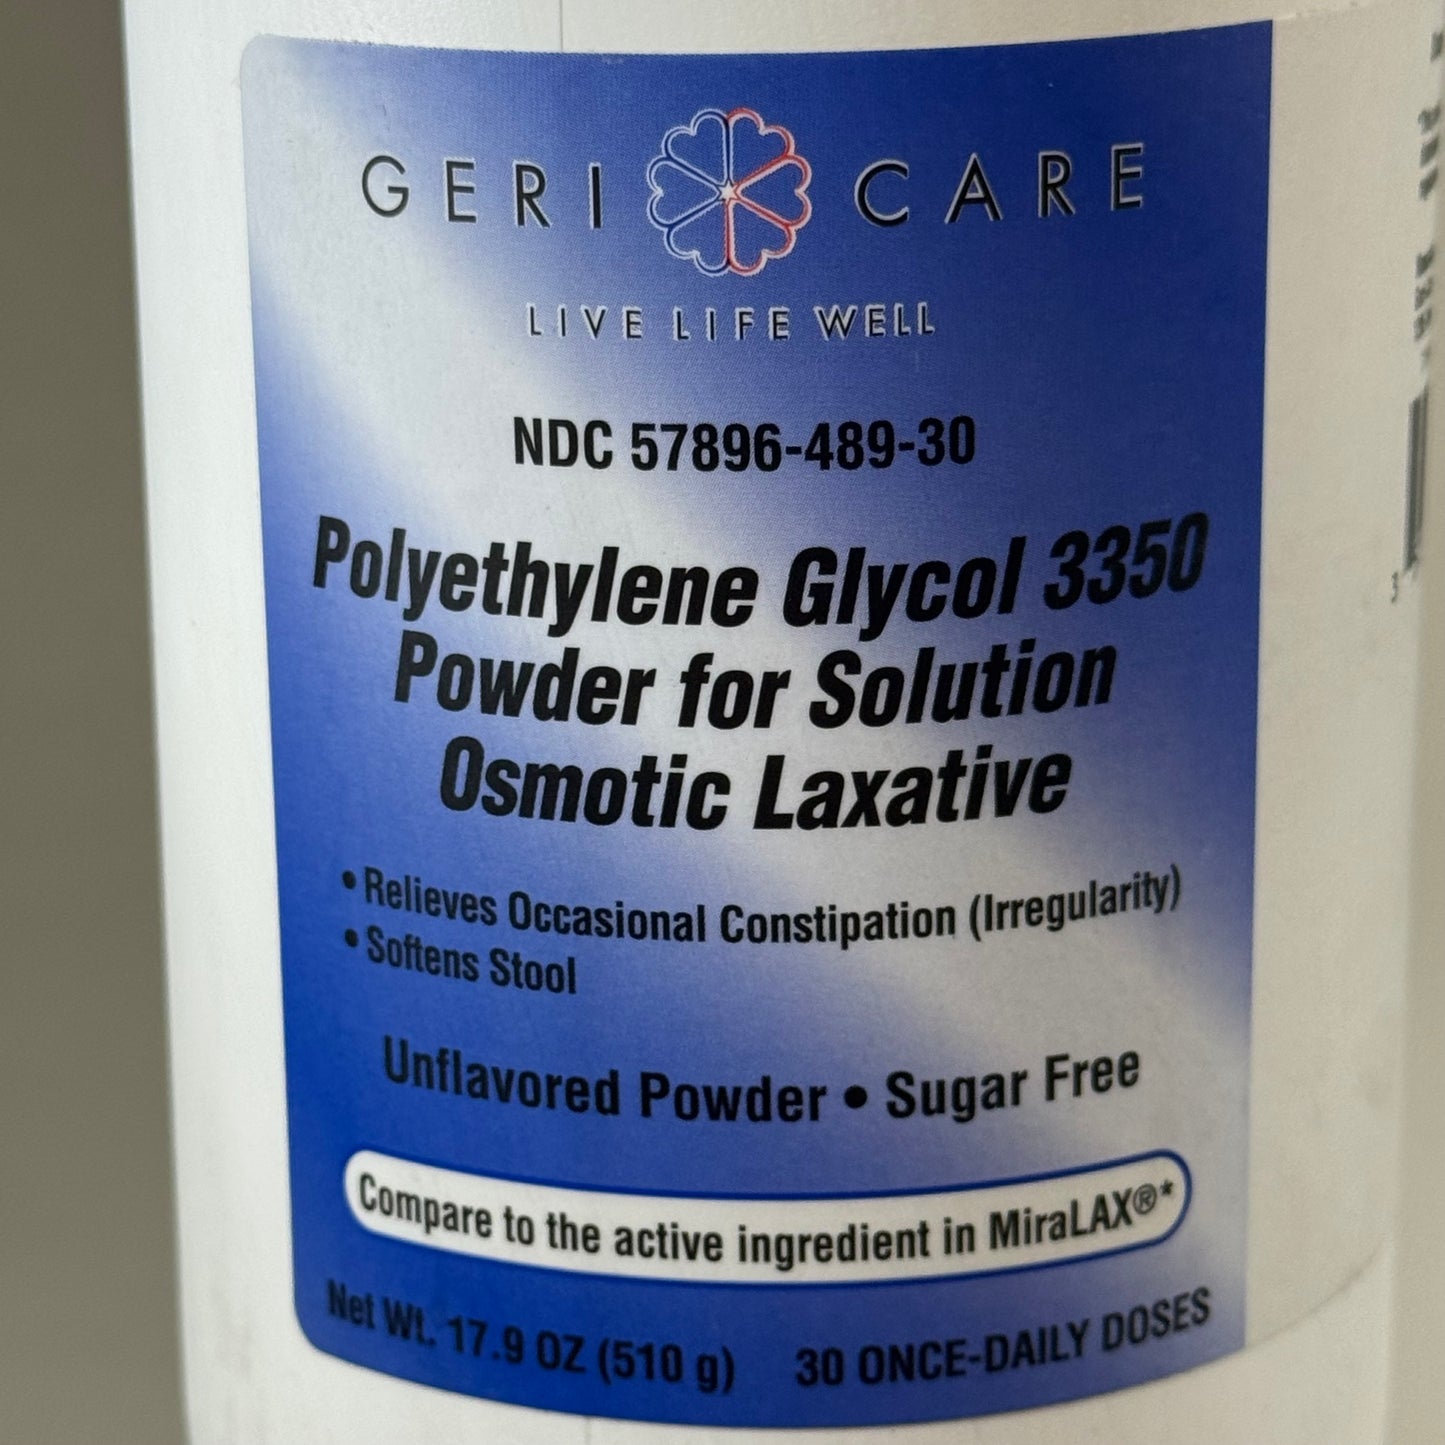 GERI CARE
LIVE LIFE WELL
NDC 57896-489-30
Polyethylene Glycol 3350
Powder for Solution
Osmotic Laxative
• Relieves Occasional Constipation (Irregularity)
• Softens Stool
Unflavored Powder • Sugar Free
Compare to the active ingredient in MiraLAX®*
Net Wt. 17.9 OZ (510 g) 30 ONCE-DAILY DOSES
3